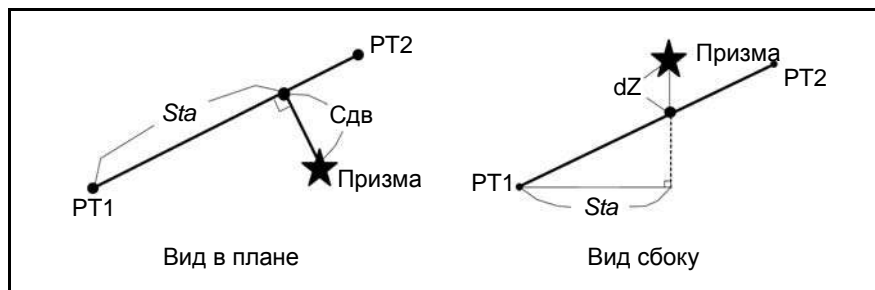 PT2
Sta
Сдв
PT1
Призма
Вид в плане
Призма
dZ
PT2
PT1
Sta
Вид сбоку